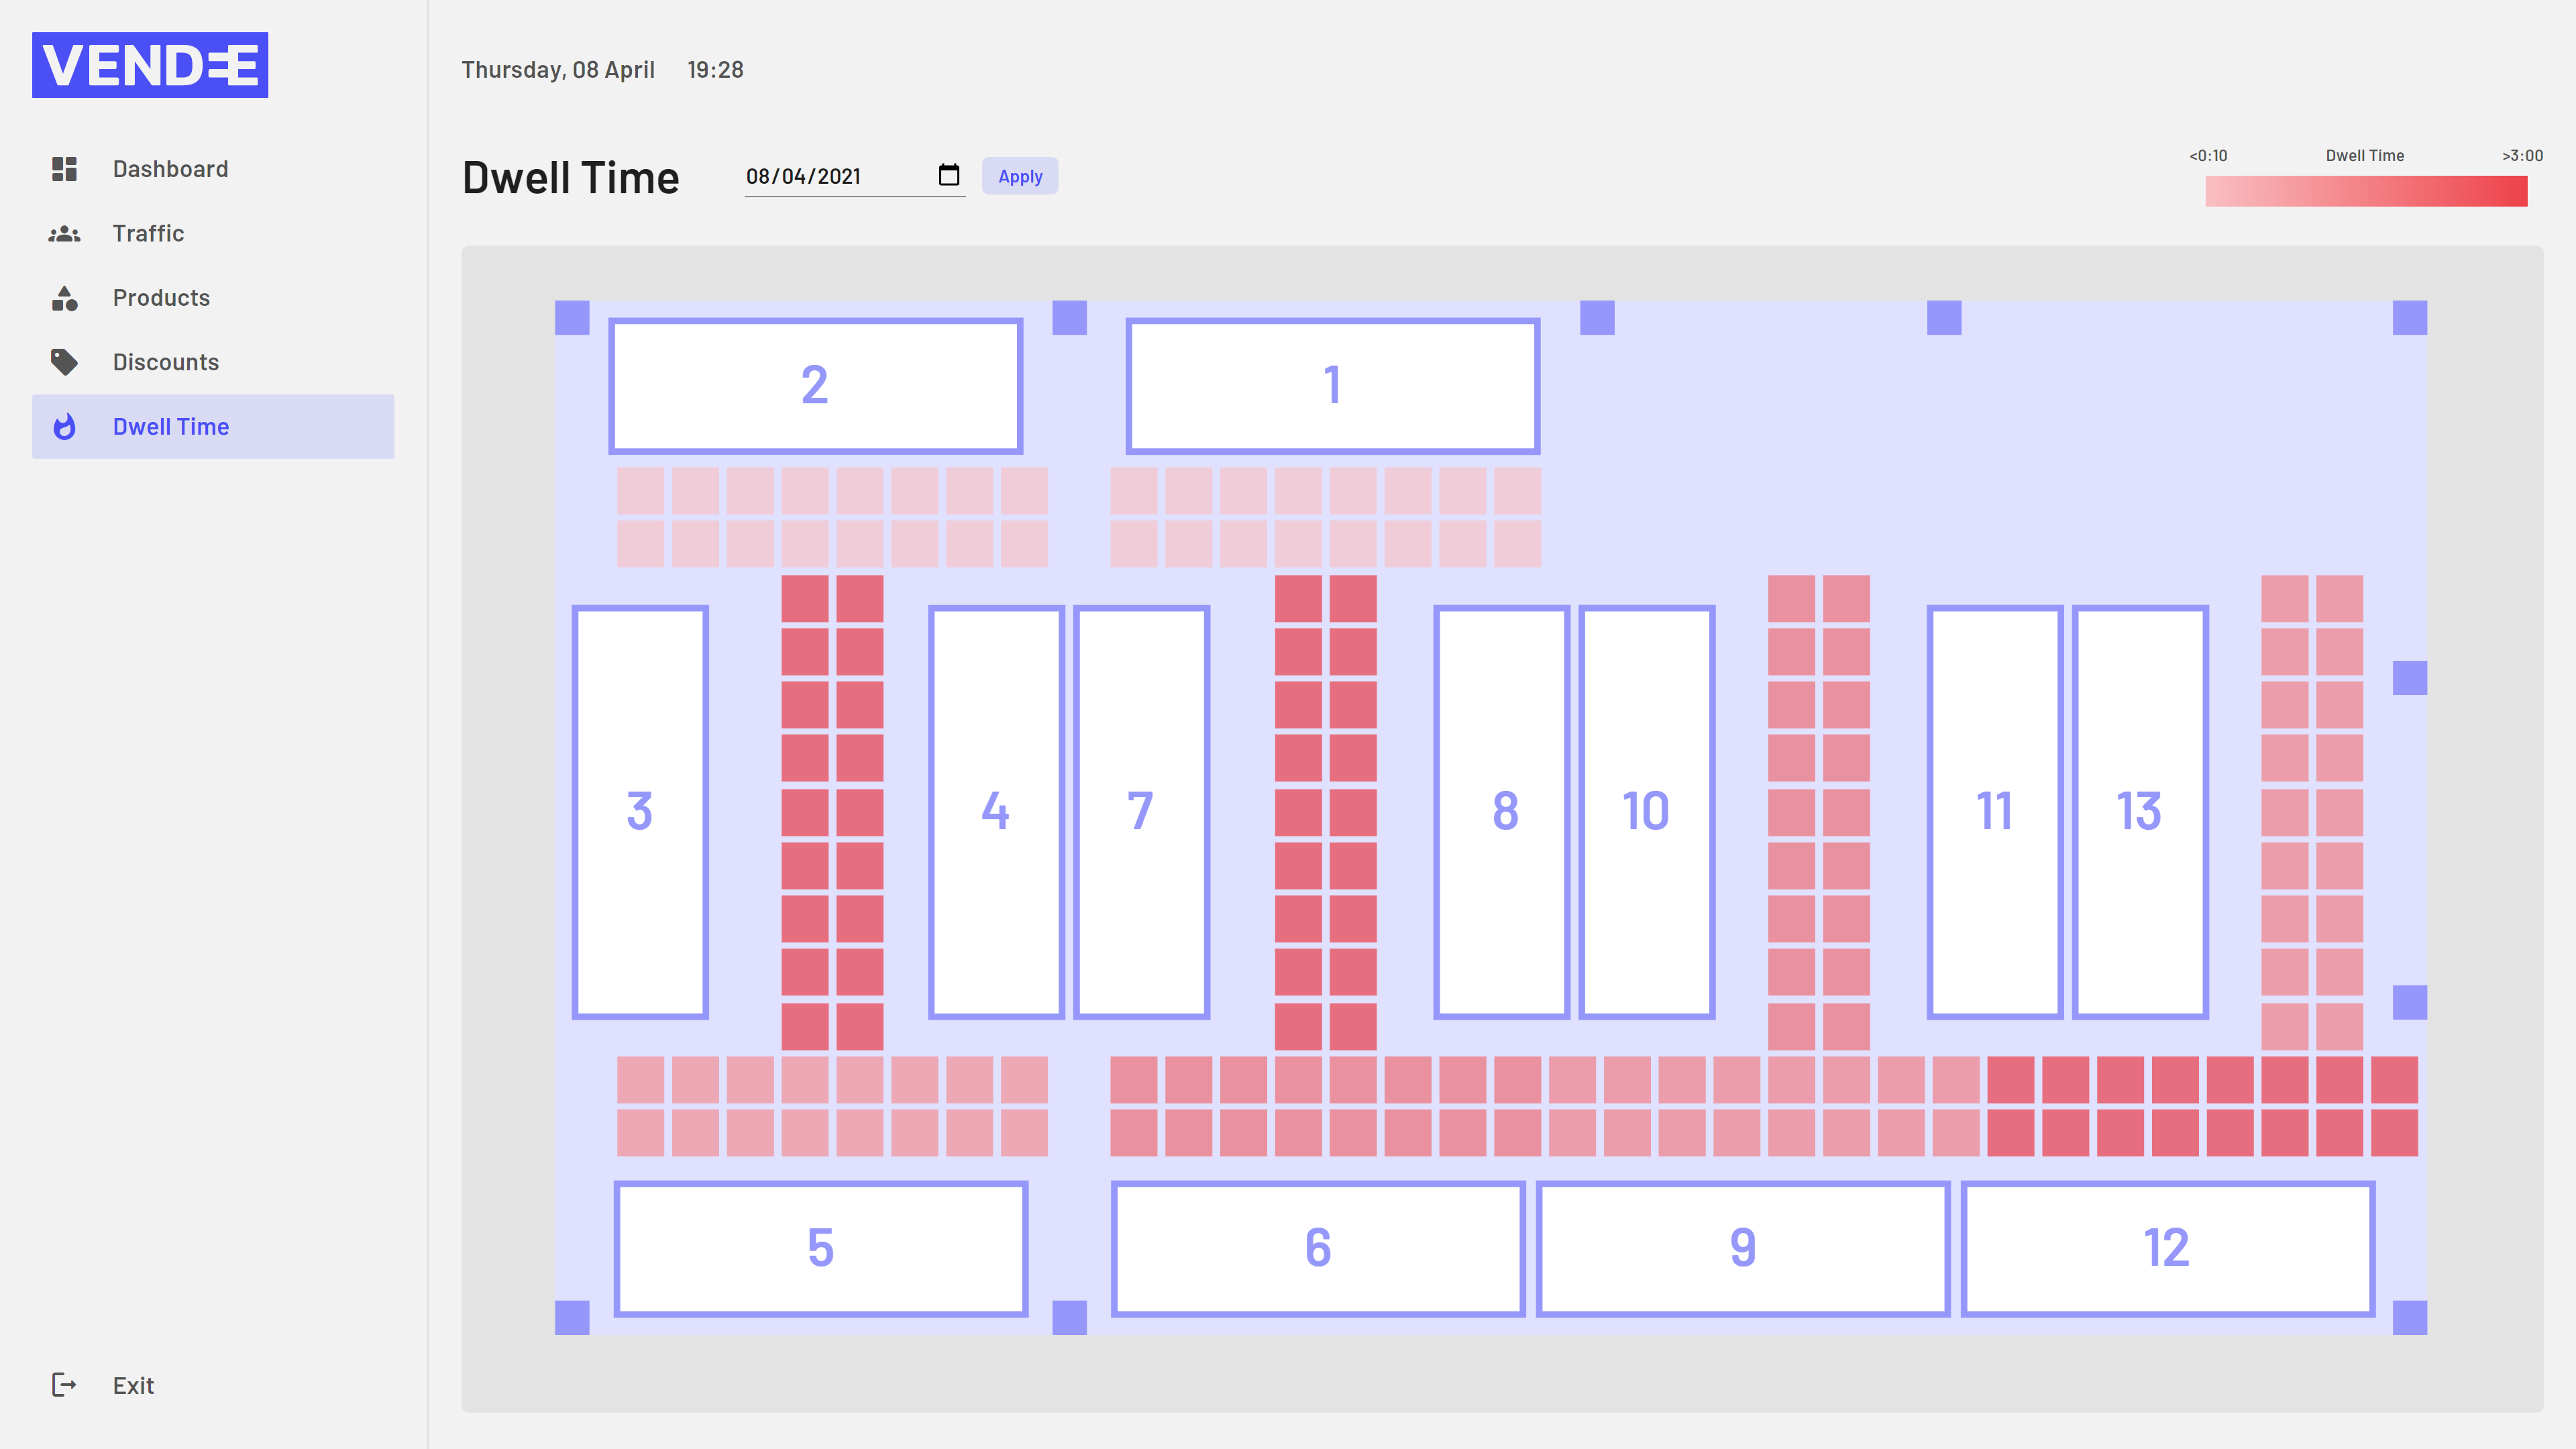 VENDEE
Dashboard
Traffic
Products
Discounts
Dwell Time
Exit
Thursday, 08 April 19:28
Dwell Time 08/04/2021 Apply
<0:10 Dwell Time >3:00
2 1
3 4 7 8 10 11 13
5 6 9 12